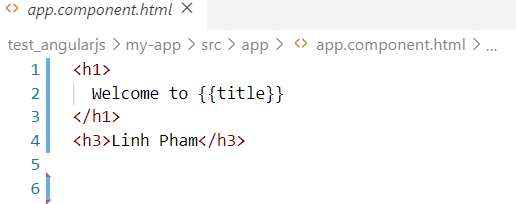 app.component.html
test_angularjs > my-app > src > app > app.component.html > ...
1 <h1>
2 Welcome to {{title}}
3 </h1>
4 <h3>Linh Pham</h3>
5
6